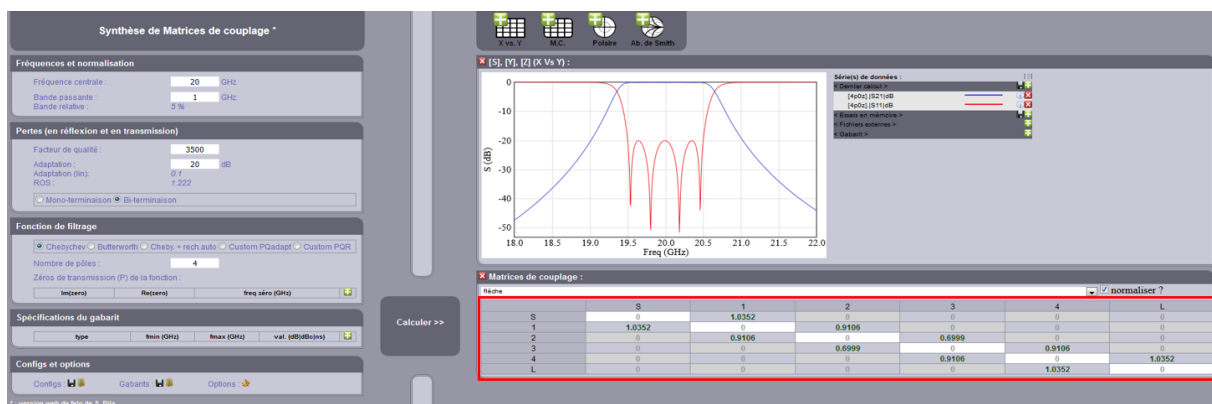 Synthèse de Matrices de couplage *
Fréquences et normalisation
Fréquence centrale : 20 GHz
Bande passante : 1 GHz
Bande relative : 5 %
Pertes (en réflexion et en transmission)
Facteur de qualité : 3500
Adaptation : 20 dB
Adaptation (lin): 0.1
ROS : 1.222
Mono-terminaison Bi-terminaison
Fonction de filtrage
Chebychev Butterworth Cheby. + rech.auto Custom PQadapt Custom PQR
Nombre de pôles : 4
Zéros de transmission (P) de la fonction :
Im(zero) Re(zero) freq zéro (GHz)
Spécifications du gabarit
type fmin (GHz) fmax (GHz) val. (dB|dBc|ns)
Configs et options
Configs : Gabarits : Options :
Calculer >>
X vs. Y M.C. Polaire Ab. de Smith
[S], [Y], [Z] (X Vs Y) :
0
-10
-20
-30
-40
-50
S (dB)
18.0 18.5 19.0 19.5 20.0 20.5 21.0 21.5 22.0
Freq (GHz)
Série(s) de données :
< Dernier calcul >
[4p0z],|S21|dB
[4p0z],|S11|dB
< Essais en mémoire >
< Fichiers externes >
< Gabarit >
Matrices de couplage :
flèche normaliser ?
S 1 2 3 4 L
S 0 1.0352 0 0 0 0
1 1.0352 0 0.9106 0 0 0
2 0 0.9106 0 0.6999 0 0
3 0 0 0.6999 0 0.9106 0
4 0 0 0 0.9106 0 1.0352
L 0 0 0 0 1.0352 0